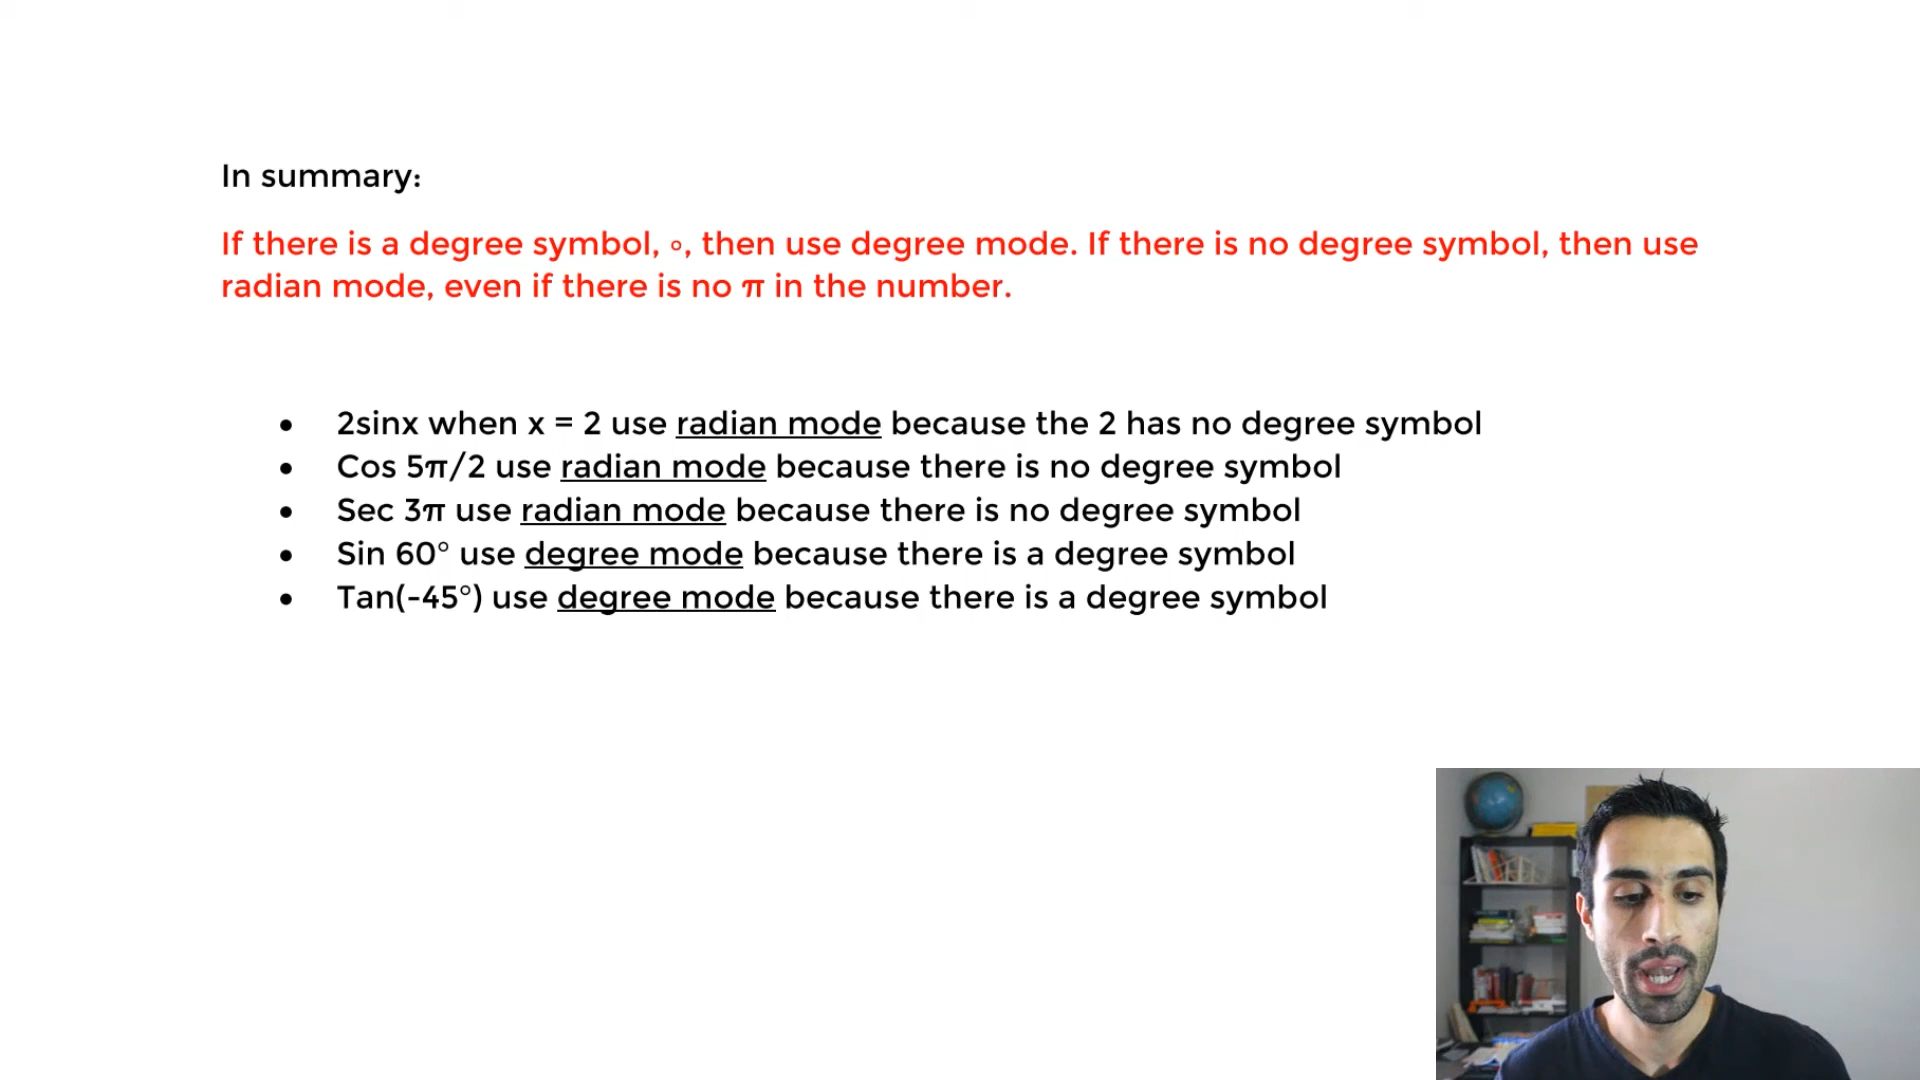 In summary:
If there is a degree symbol, ∘, then use degree mode. If there is no degree symbol, then use
radian mode, even if there is no π in the number.
• 2sinx when x = 2 use radian mode because the 2 has no degree symbol
• Cos 5π/2 use radian mode because there is no degree symbol
• Sec 3π use radian mode because there is no degree symbol
• Sin 60° use degree mode because there is a degree symbol
• Tan(-45°) use degree mode because there is a degree symbol